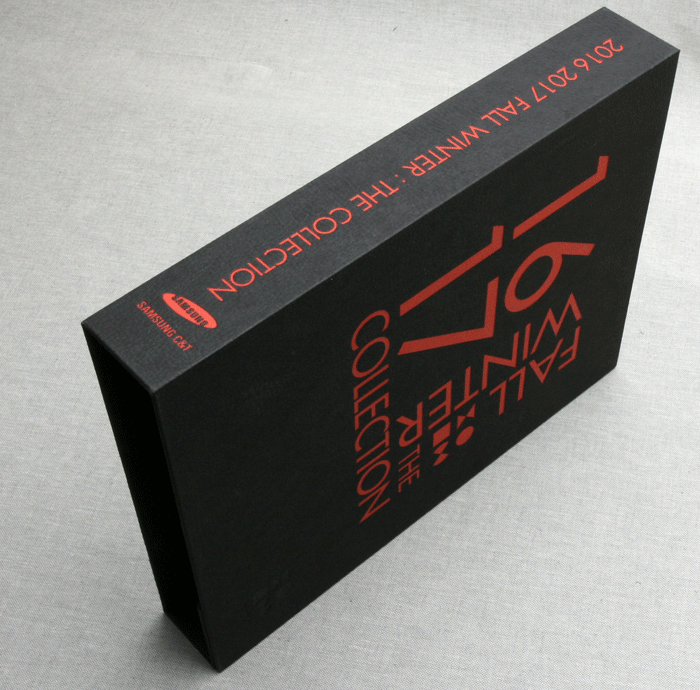 2016 2017 FALL WINTER : THE COLLECTION
SAMSUNG
SAMSUNG C&T
16
17
FALL
WINTER
THE
COLLECTION